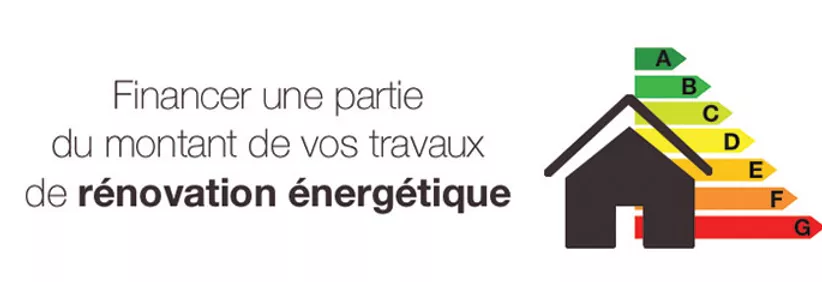 Financer une partie
du montant de vos travaux
de rénovation énergétique
A
B
C
D
E
F
G